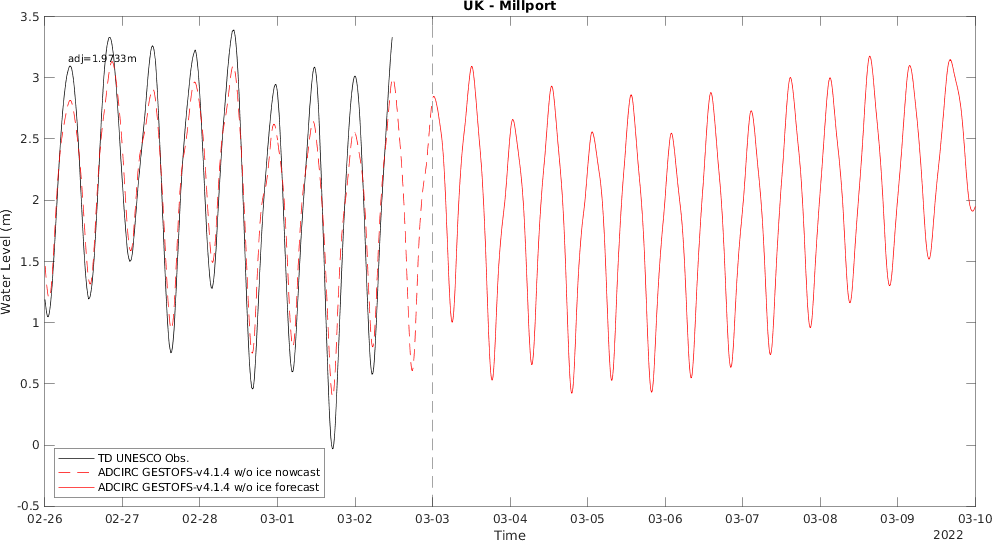 UK - Millport
adj=1.9733m
3.5
3
2.5
2
1.5
1
0.5
0
-0.5
Water Level (m)
TD UNESCO Obs.
ADCIRC GESTOFS-v4.1.4 w/o ice nowcast
ADCIRC GESTOFS-v4.1.4 w/o ice forecast
02-26 02-27 02-28 03-01 03-02 03-03 03-04 03-05 03-06 03-07 03-08 03-09 03-10
Time
2022